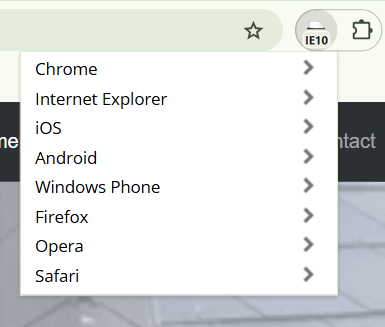 IE10
Chrome
Internet Explorer
iOS
Android
Windows Phone
Firefox
Opera
Safari